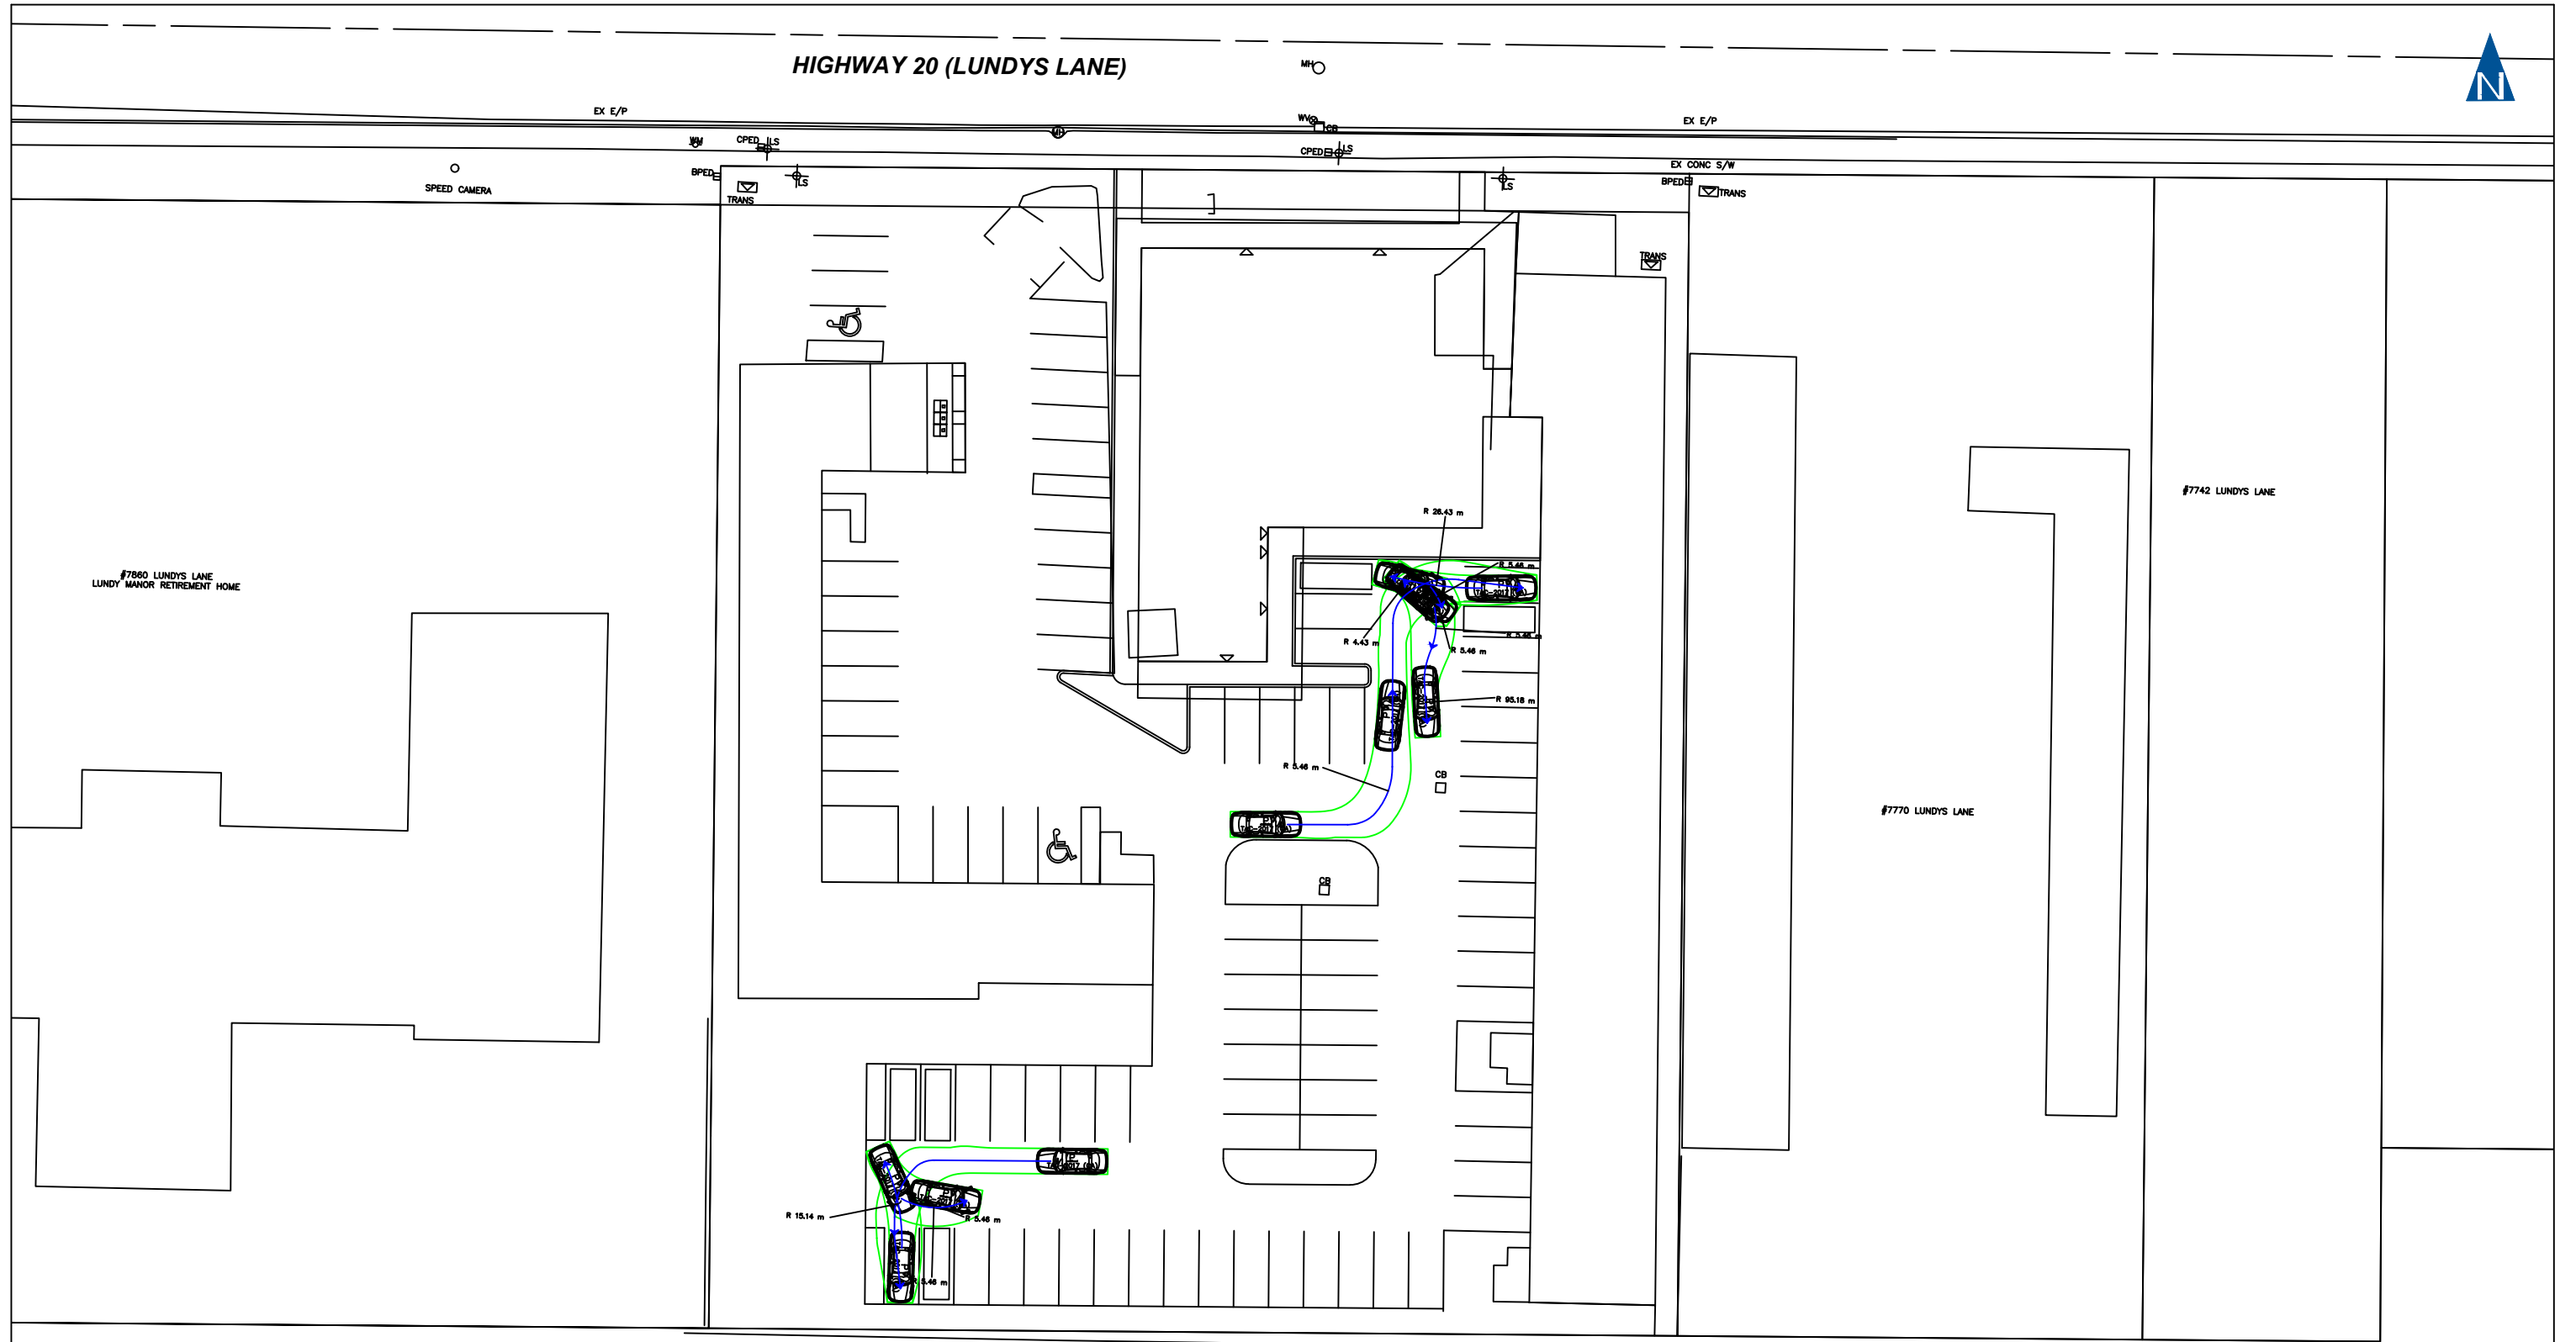 HIGHWAY 20 (LUNDYS LANE)
MH
N
EX E/P
WV
CB
EX E/P
MH
CPED
LS
CPED
LS
EX CONC S/W
SPEED CAMERA
BPED
TRANS
LS
LS
BPED
TRANS
TRANS
#7742 LUNDYS LANE
R 26.43 m
R 5.46 m
#7860 LUNDYS LANE
LUNDY MANOR RETIREMENT HOME
R 4.43 m
R 5.46 m
R 5.46 m
R 95.18 m
R 5.46 m
CB
#7770 LUNDYS LANE
CB
R 15.14 m
R 5.46 m
R 5.46 m